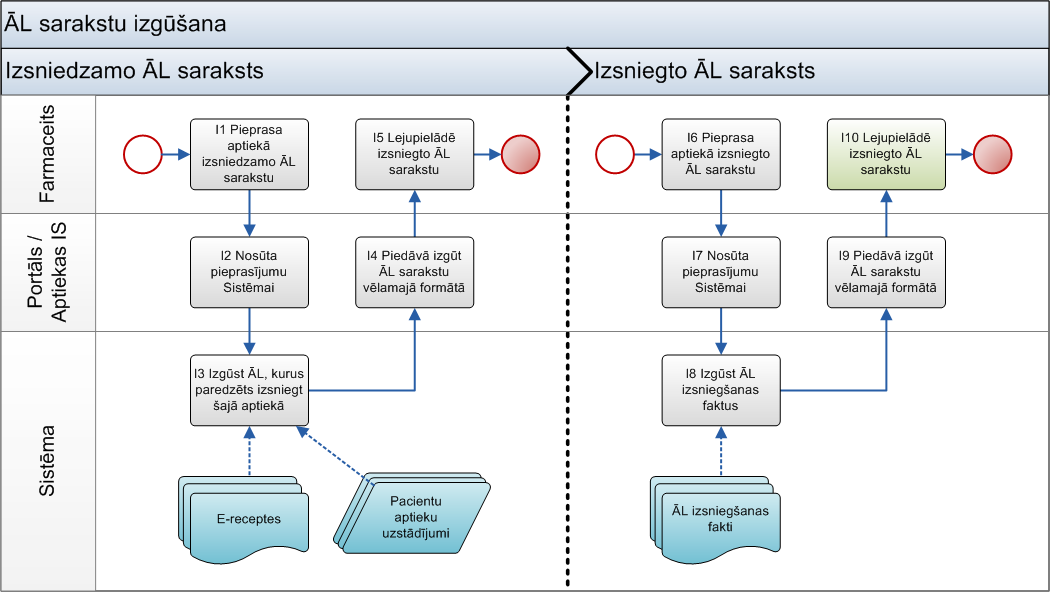 ĀL sarakstu izgūšana
Izsniedzamo ĀL saraksts
Izsniegto ĀL saraksts
Farmaceits
I1 Pieprasa
aptiekā
izsniedzamo ĀL
sarakstu
I5 Lejupielādē
izsniegto ĀL
sarakstu
I6 Pieprasa
aptiekā izsniegto
ĀL sarakstu
I10 Lejupielādē
izsniegto ĀL
sarakstu
Portāls /
Aptiekas IS
I2 Nosūta
pieprasījumu
Sistēmai
I4 Piedāvā izgūt
ĀL sarakstu
vēlamajā formātā
I7 Nosūta
pieprasījumu
Sistēmai
I9 Piedāvā izgūt
ĀL sarakstu
vēlamajā formātā
Sistēma
I3 Izgūst ĀL, kurus
paredzēts izsniegt
šajā aptiekā
I8 Izgūst ĀL
izsniegšanas
faktus
E-receptes
Pacientu
aptieku
uzstādījumi
ĀL izsniegšanas
fakti